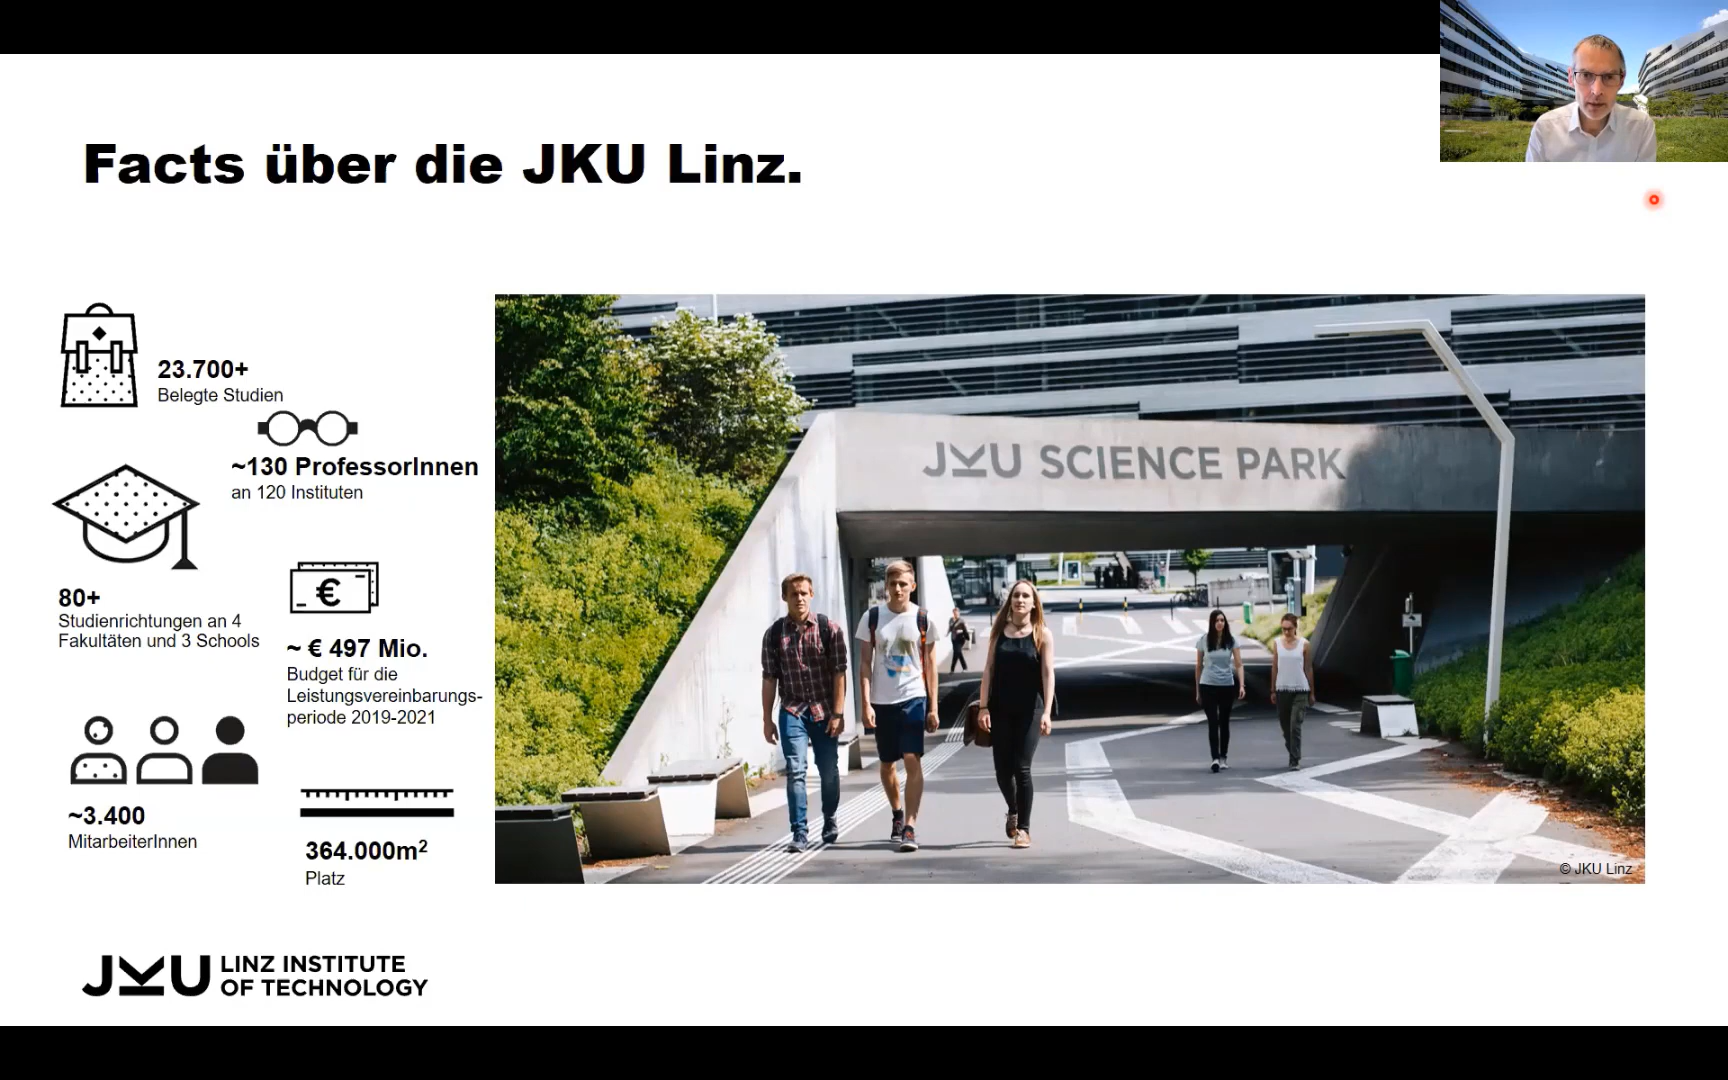 Facts über die JKU Linz.
23.700+
Belegte Studien
~130 ProfessorInnen
an 120 Instituten
80+
Studienrichtungen an 4
Fakultäten und 3 Schools
€
~ € 497 Mio.
Budget für die
Leistungsvereinbarungs-
periode 2019-2021
~3.400
MitarbeiterInnen
364.000m²
Platz
JKU SCIENCE PARK
© JKU Linz
JKU LINZ INSTITUTE
OF TECHNOLOGY